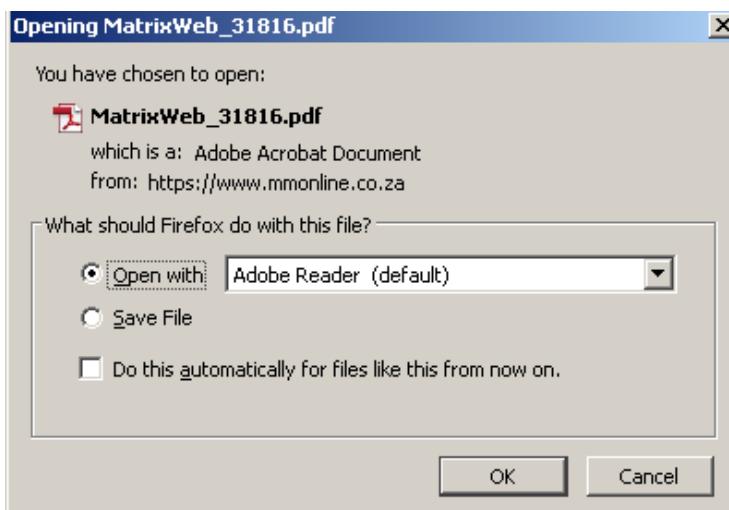 Opening MatrixWeb_31816.pdf
You have chosen to open:
MatrixWeb_31816.pdf
which is a: Adobe Acrobat Document
from: https://www.mmonline.co.za
What should Firefox do with this file?
Open with Adobe Reader (default)
Save File
Do this automatically for files like this from now on.
OK Cancel